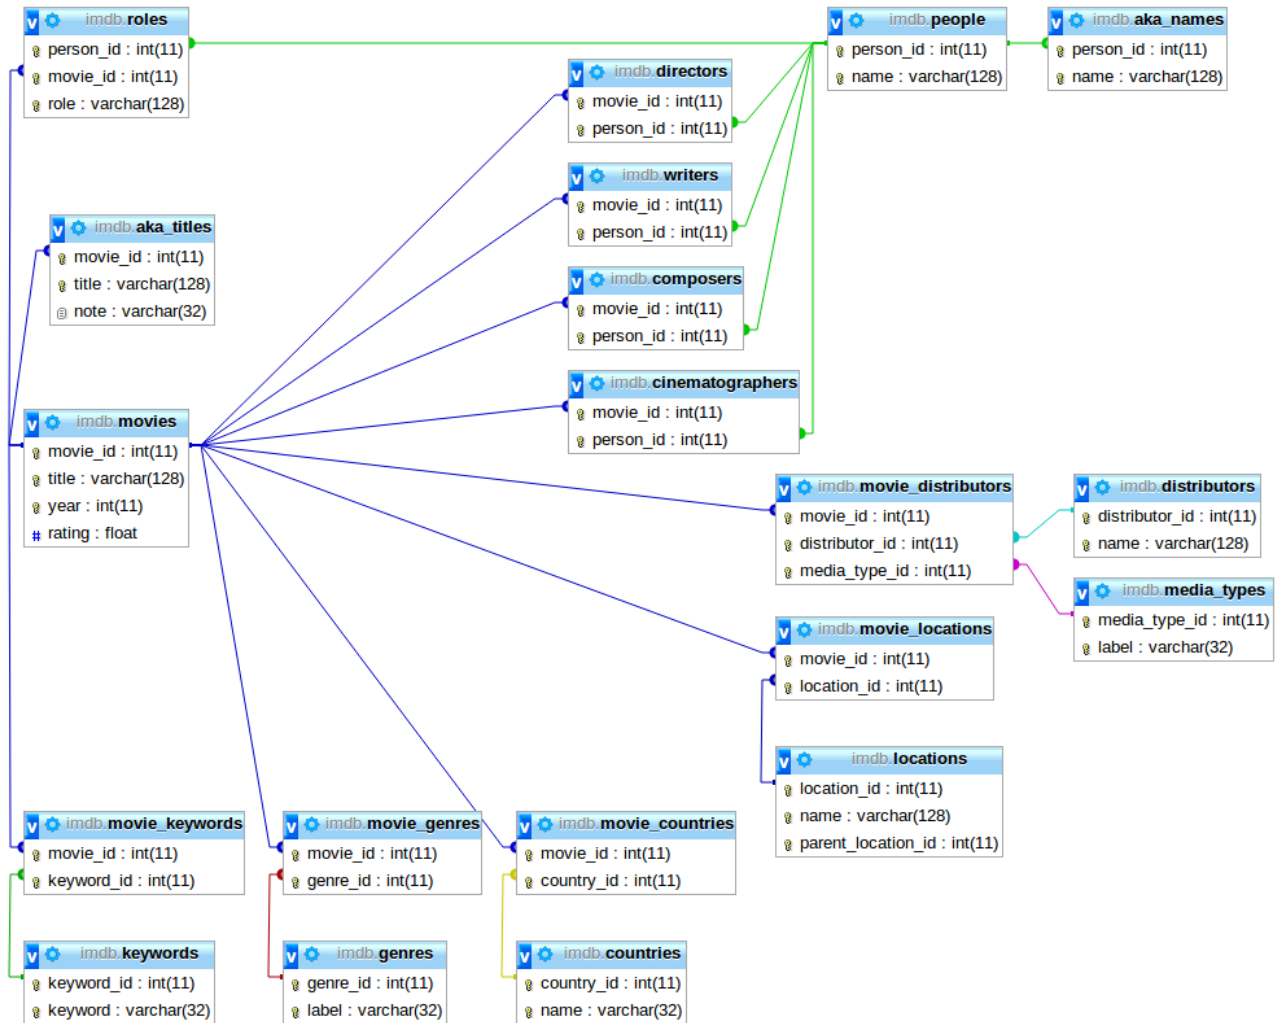 imdb.roles
person_id : int(11)
movie_id : int(11)
role : varchar(128)
imdb.people
person_id : int(11)
name : varchar(128)
imdb.aka_names
person_id : int(11)
name : varchar(128)
imdb.directors
movie_id : int(11)
person_id : int(11)
imdb.writers
movie_id : int(11)
person_id : int(11)
imdb.aka_titles
movie_id : int(11)
title : varchar(128)
note : varchar(32)
imdb.composers
movie_id : int(11)
person_id : int(11)
imdb.cinematographers
movie_id : int(11)
person_id : int(11)
imdb.movies
movie_id : int(11)
title : varchar(128)
year : int(11)
# rating : float
imdb.movie_distributors
movie_id : int(11)
distributor_id : int(11)
media_type_id : int(11)
imdb.distributors
distributor_id : int(11)
name : varchar(128)
imdb.media_types
media_type_id : int(11)
label : varchar(32)
imdb.movie_locations
movie_id : int(11)
location_id : int(11)
imdb.locations
location_id : int(11)
name : varchar(128)
parent_location_id : int(11)
imdb.movie_keywords
movie_id : int(11)
keyword_id : int(11)
imdb.movie_genres
movie_id : int(11)
genre_id : int(11)
imdb.movie_countries
movie_id : int(11)
country_id : int(11)
imdb.keywords
keyword_id : int(11)
keyword : varchar(32)
imdb.genres
genre_id : int(11)
label : varchar(32)
imdb.countries
country_id : int(11)
name : varchar(32)